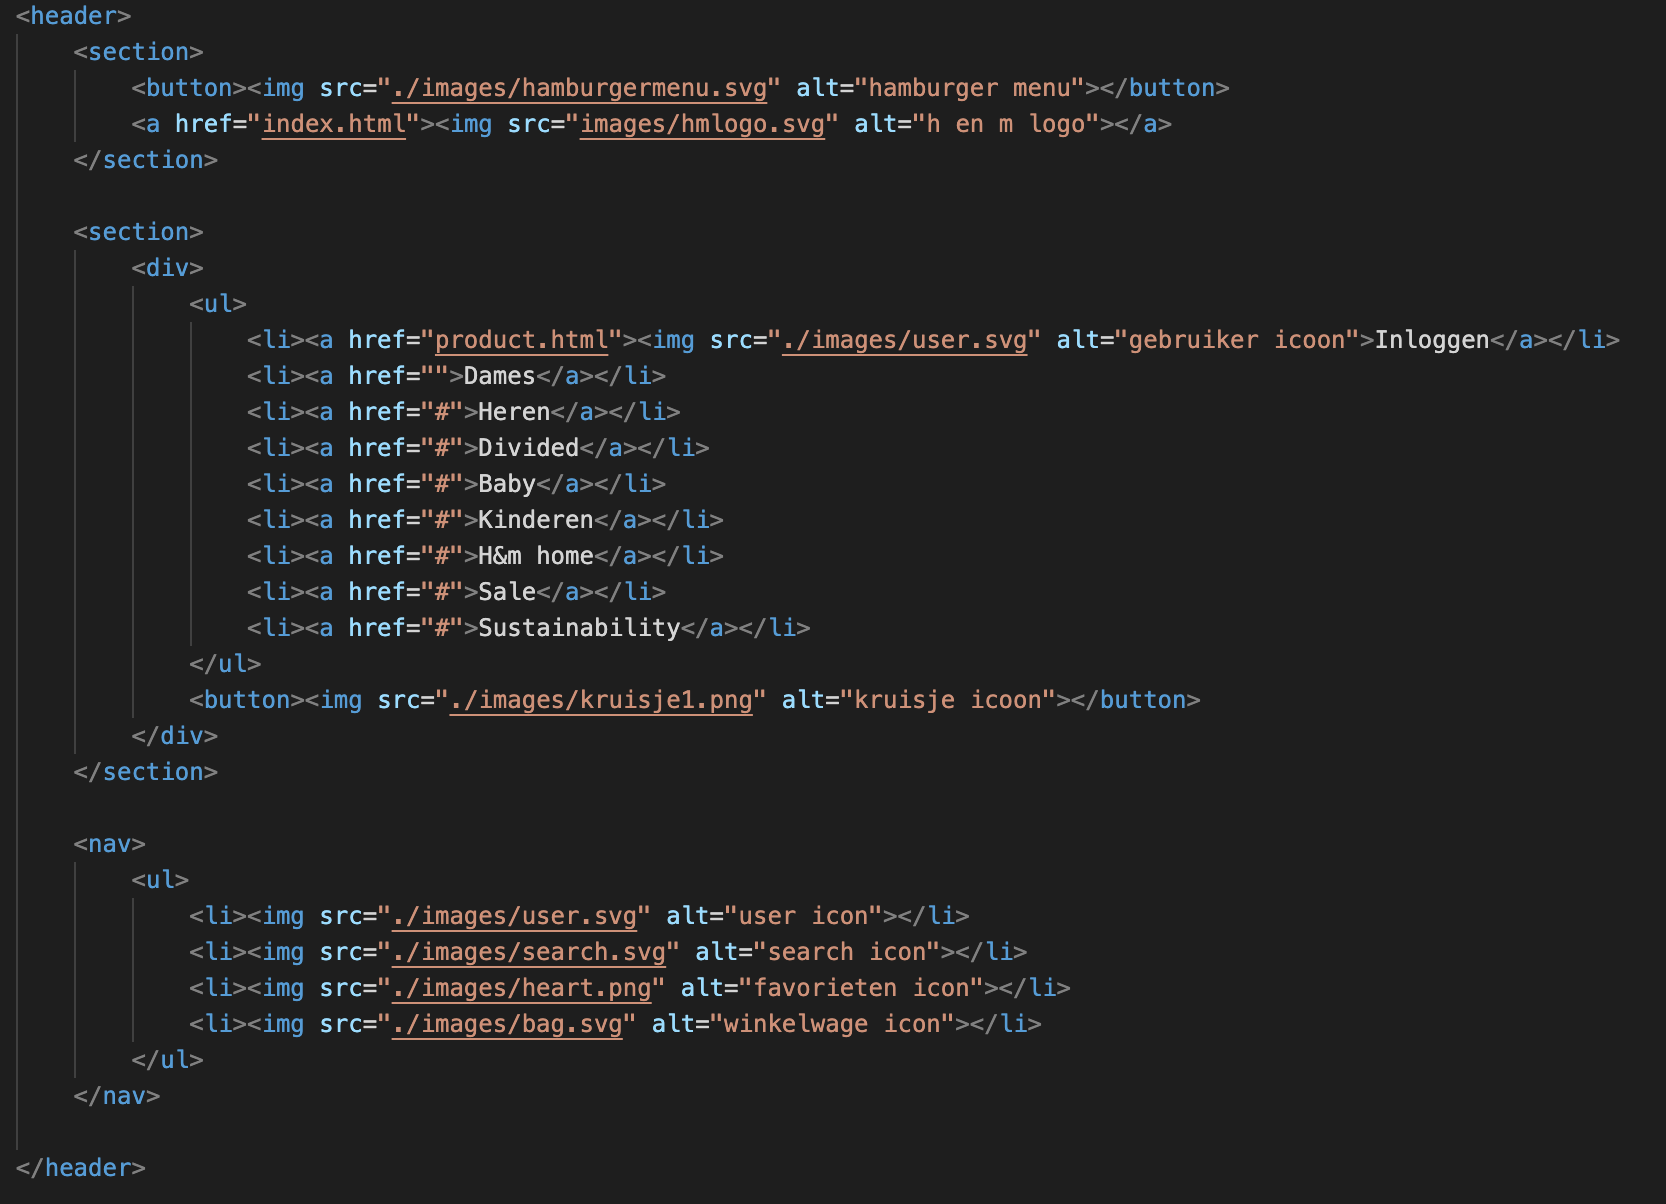 <header>
<section>
<button><img src="./images/hamburgermenu.svg" alt="hamburger menu"></button>
<a href="index.html"><img src="images/hmlogo.svg" alt="h en m logo"></a>
</section>
<section>
<div>
<ul>
<li><a href="product.html"><img src="./images/user.svg" alt="gebruiker icoon">Inloggen</a></li>
<li><a href="">Dames</a></li>
<li><a href="#">Heren</a></li>
<li><a href="#">Divided</a></li>
<li><a href="#">Baby</a></li>
<li><a href="#">Kinderen</a></li>
<li><a href="#">H&m home</a></li>
<li><a href="#">Sale</a></li>
<li><a href="#">Sustainability</a></li>
</ul>
<button><img src="./images/kruisje1.png" alt="kruisje icoon"></button>
</div>
</section>
<nav>
<ul>
<li><img src="./images/user.svg" alt="user icon"></li>
<li><img src="./images/search.svg" alt="search icon"></li>
<li><img src="./images/heart.png" alt="favorieten icon"></li>
<li><img src="./images/bag.svg" alt="winkelwage icon"></li>
</ul>
</nav>
</header>